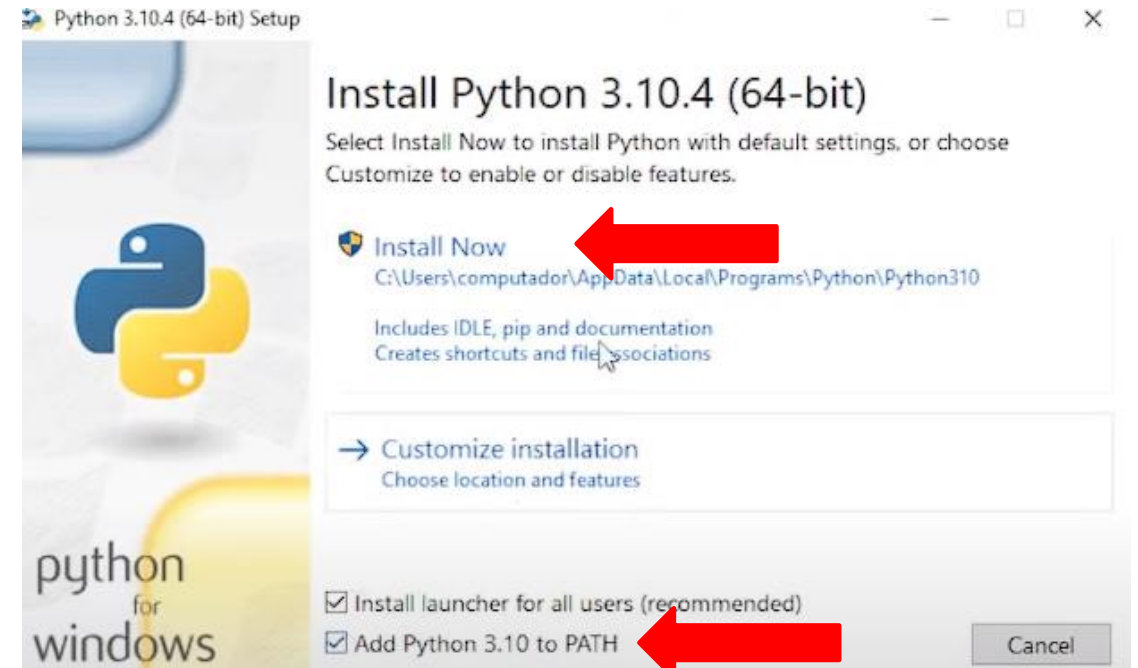 Python 3.10.4 (64-bit) Setup
Install Python 3.10.4 (64-bit)
Select Install Now to install Python with default settings, or choose
Customize to enable or disable features.
Install Now
C:\Users\computador\AppData\Local\Programs\Python\Python310
Includes IDLE, pip and documentation
Creates shortcuts and file associations
Customize installation
Choose location and features
python
for
windows
Install launcher for all users (recommended)
Add Python 3.10 to PATH
Cancel